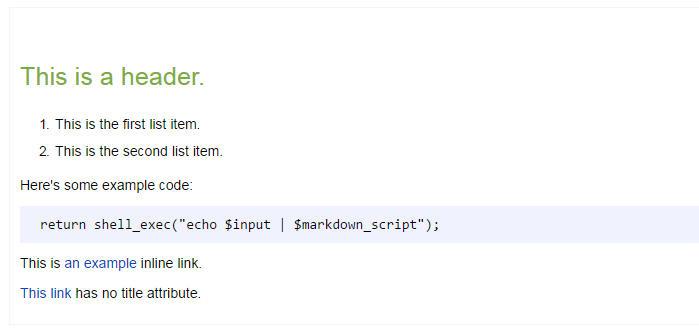 This is a header.
1. This is the first list item.
2. This is the second list item.
Here's some example code:
return shell_exec("echo $input | $markdown_script");
This is an example inline link.
This link has no title attribute.